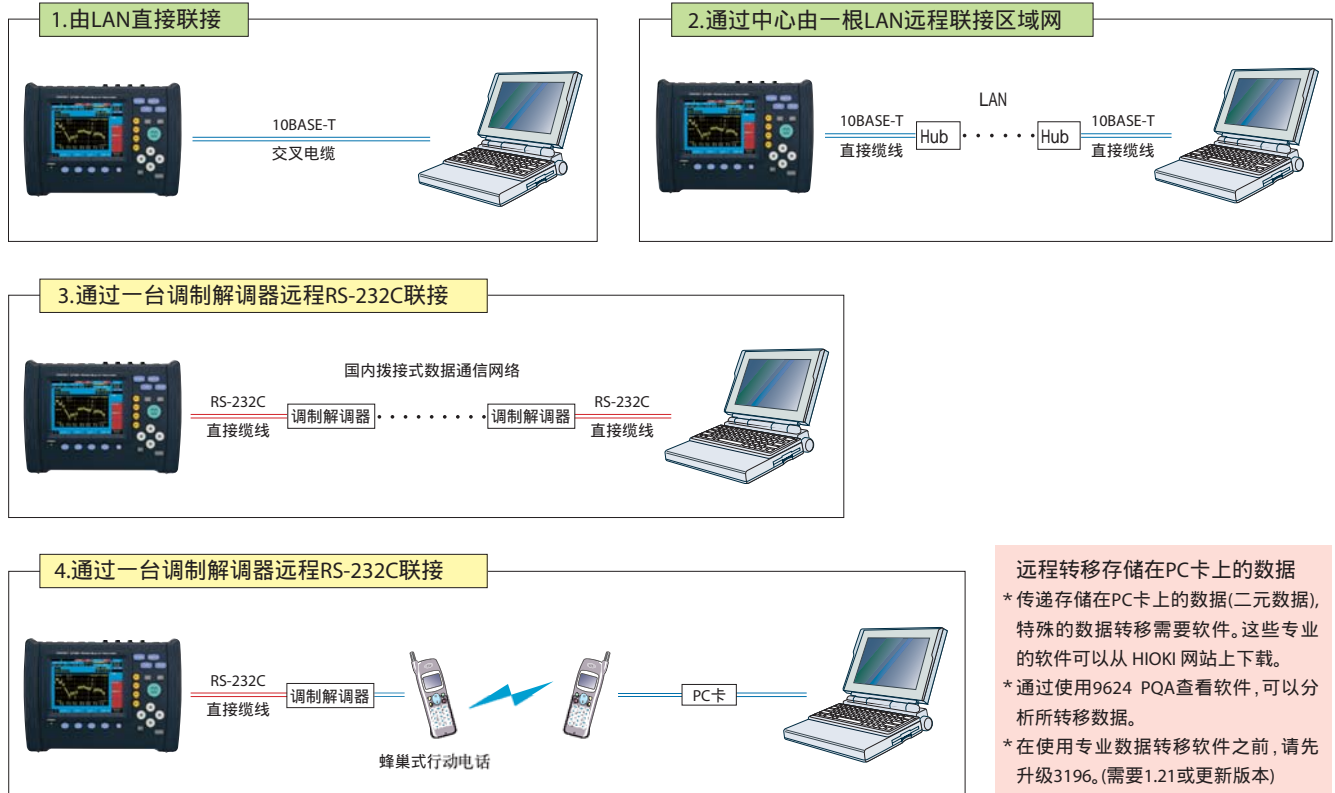 1.由LAN直接联接
10BASE-T
交叉电缆
2.通过中心由一根LAN远程联接区域网
LAN
10BASE-T
Hub
Hub
10BASE-T
直接缆线
直接缆线
3.通过一台调制解调器远程RS-232C联接
国内拨接式数据通信网络
RS-232C
调制解调器
调制解调器
RS-232C
直接缆线
直接缆线
4.通过一台调制解调器远程RS-232C联接
RS-232C
调制解调器
直接缆线
PC卡
蜂巢式行动电话
远程转移存储在PC卡上的数据
*传递存储在PC卡上的数据(二元数据),
特殊的数据转移需要软件。这些专业
的软件可以从 HIOKI 网站上下载。
*通过使用9624 PQA查看软件,可以分
析所转移数据。
*在使用专业数据转移软件之前,请先
升级3196。(需要1.21或更新版本)